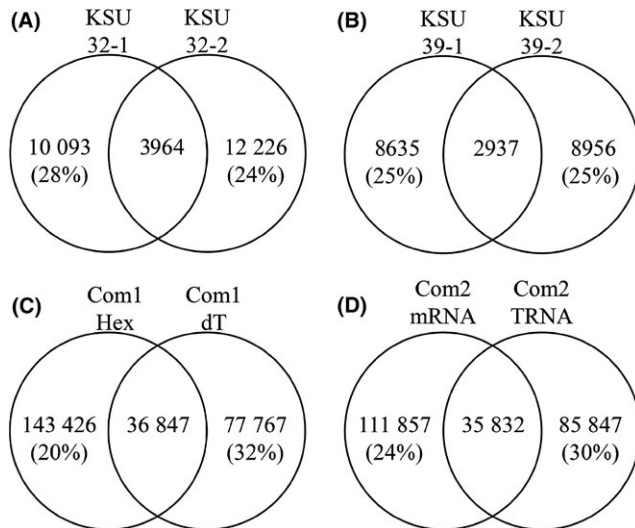 (A) KSU KSU
32-1 32-2
10 093 3964 12 226
(28%) (24%)
(B) KSU KSU
39-1 39-2
8635 2937 8956
(25%) (25%)
(C) Com1 Com1
Hex dT
143 426 36 847 77 767
(20%) (32%)
(D) Com2 Com2
mRNA TRNA
111 857 35 832 85 847
(24%) (30%)